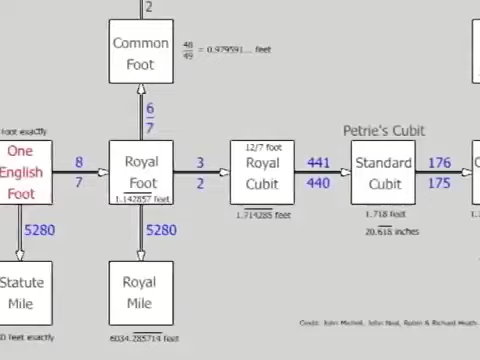 2
Common
Foot
48
49
= 0.979591... feet
6
7
foot exactly
One
English
Foot
8
7
Royal
Foot
1.142857 feet
3
2
12/7 foot
Royal
Cubit
1.714285 feet
441
440
Petrie's Cubit
Standard
Cubit
1.718 feet
20.618 inches
176
175
5280
5280
Statute
Mile
0 feet exactly
Royal
Mile
6034.285714 feet
Credit: John Michell, John Neal, Robin & Richard Heath